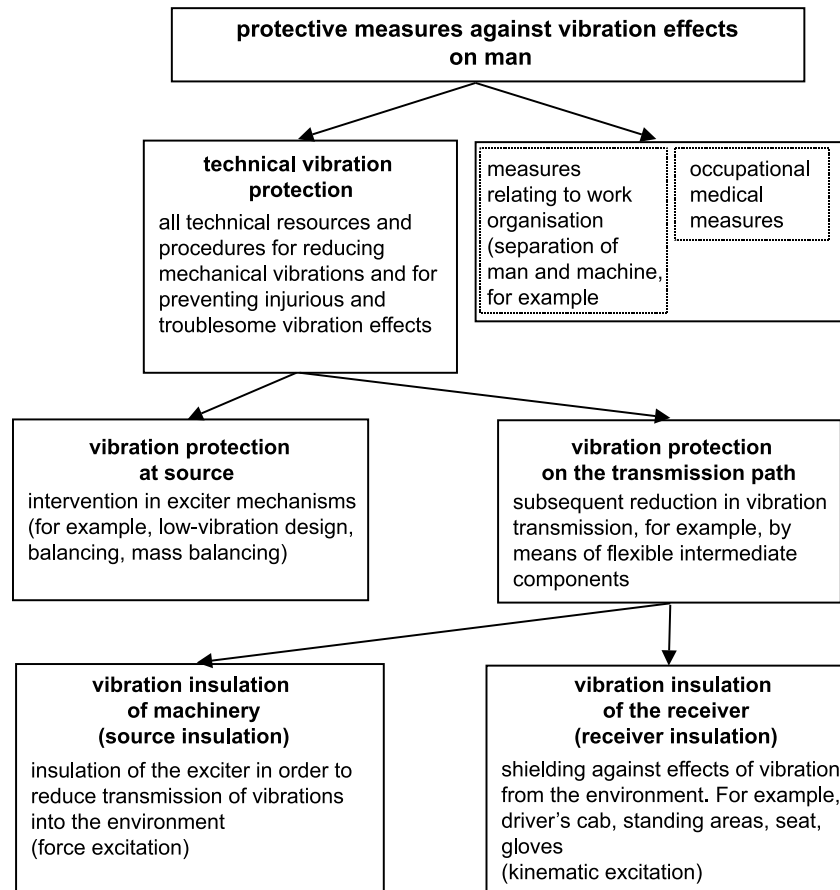 protective measures against vibration effects
on man
technical vibration
protection
all technical resources and
procedures for reducing
mechanical vibrations and for
preventing injurious and
troublesome vibration effects
measures
relating to work
organisation
(separation of
man and machine,
for example
occupational
medical
measures
vibration protection
at source
intervention in exciter mechanisms
(for example, low-vibration design,
balancing, mass balancing)
vibration protection
on the transmission path
subsequent reduction in vibration
transmission, for example, by
means of flexible intermediate
components
vibration insulation
of machinery
(source insulation)
insulation of the exciter in order to
reduce transmission of vibrations
into the environment
(force excitation)
vibration insulation
of the receiver
(receiver insulation)
shielding against effects of vibration
from the environment. For example,
driver's cab, standing areas, seat,
gloves
(kinematic excitation)